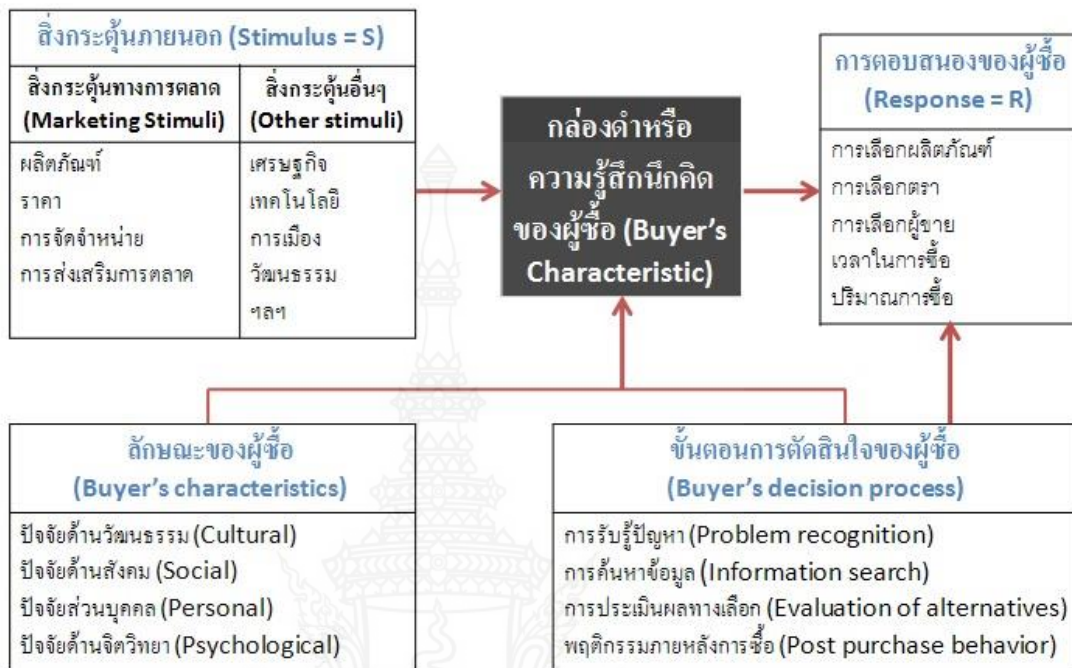 สิ่งกระตุ้นภายนอก (Stimulus = S)
สิ่งกระตุ้นทางการตลาด
(Marketing Stimuli)
ผลิตภัณฑ์
ราคา
การจัดจำหน่าย
การส่งเสริมการตลาด
สิ่งกระตุ้นอื่นๆ
(Other stimuli)
เศรษฐกิจ
เทคโนโลยี
การเมือง
วัฒนธรรม
ฯลฯ
กล่องดำหรือ
ความรู้สึกนึกคิด
ของผู้ซื้อ (Buyer's
Characteristic)
การตอบสนองของผู้ซื้อ
(Response = R)
การเลือกผลิตภัณฑ์
การเลือกตรา
การเลือกผู้ขาย
เวลาในการซื้อ
ปริมาณการซื้อ
ลักษณะของผู้ซื้อ
(Buyer's characteristics)
ปัจจัยด้านวัฒนธรรม (Cultural)
ปัจจัยด้านสังคม (Social)
ปัจจัยส่วนบุคคล (Personal)
ปัจจัยด้านจิตวิทยา (Psychological)
ขั้นตอนการตัดสินใจของผู้ซื้อ
(Buyer's decision process)
การรับรู้ปัญหา (Problem recognition)
การค้นหาข้อมูล (Information search)
การประเมินผลทางเลือก (Evaluation of alternatives)
พฤติกรรมภายหลังการซื้อ (Post purchase behavior)